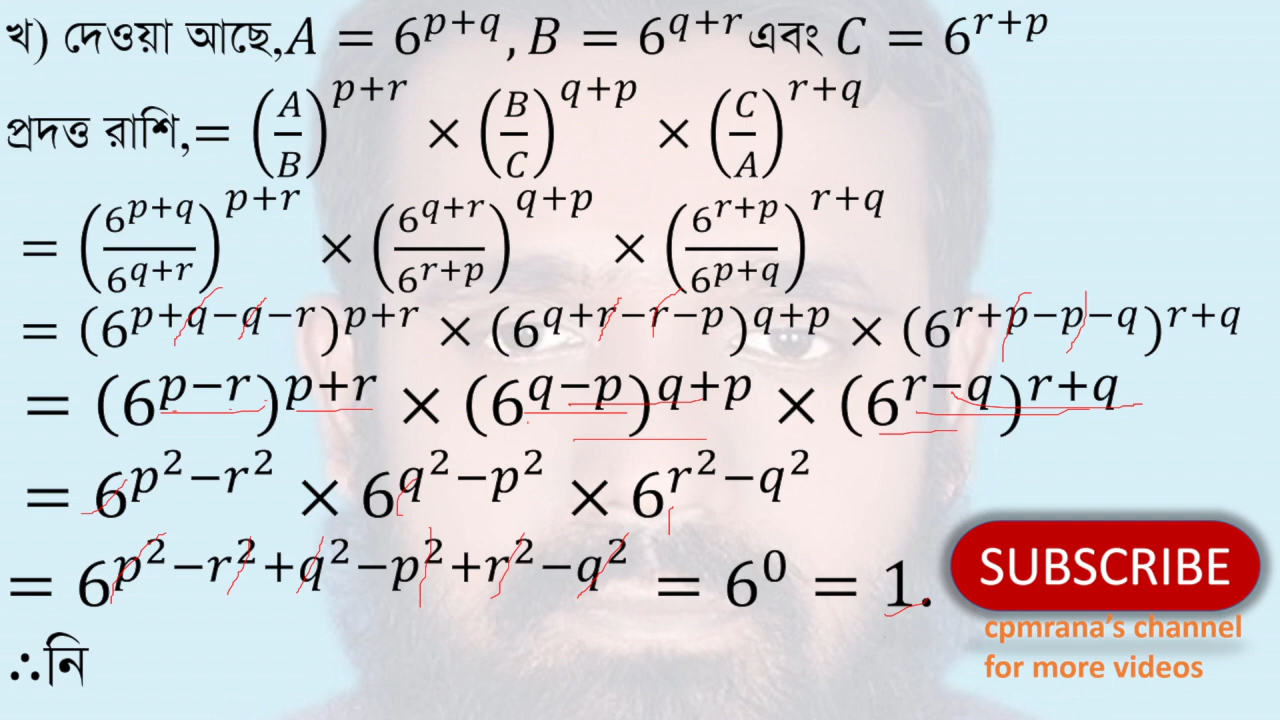 খ) দেওয়া আছে, A = 6^{p+q}, B = 6^{q+r} এবং C = 6^{r+p}
প্রদত্ত রাশি, = (A/B)^{p+r} × (B/C)^{q+p} × (C/A)^{r+q}
= (6^{p+q}/6^{q+r})^{p+r} × (6^{q+r}/6^{r+p})^{q+p} × (6^{r+p}/6^{p+q})^{r+q}
= (6^{p+q−q−r})^{p+r} × (6^{q+r−r−p})^{q+p} × (6^{r+p−p−q})^{r+q}
= (6^{p−r})^{p+r} × (6^{q−p})^{q+p} × (6^{r−q})^{r+q}
= 6^{p²−r²} × 6^{q²−p²} × 6^{r²−q²}
= 6^{p²−r²+q²−p²+r²−q²} = 6^0 = 1.
∴নি
SUBSCRIBE
cpmrana's channel
for more videos